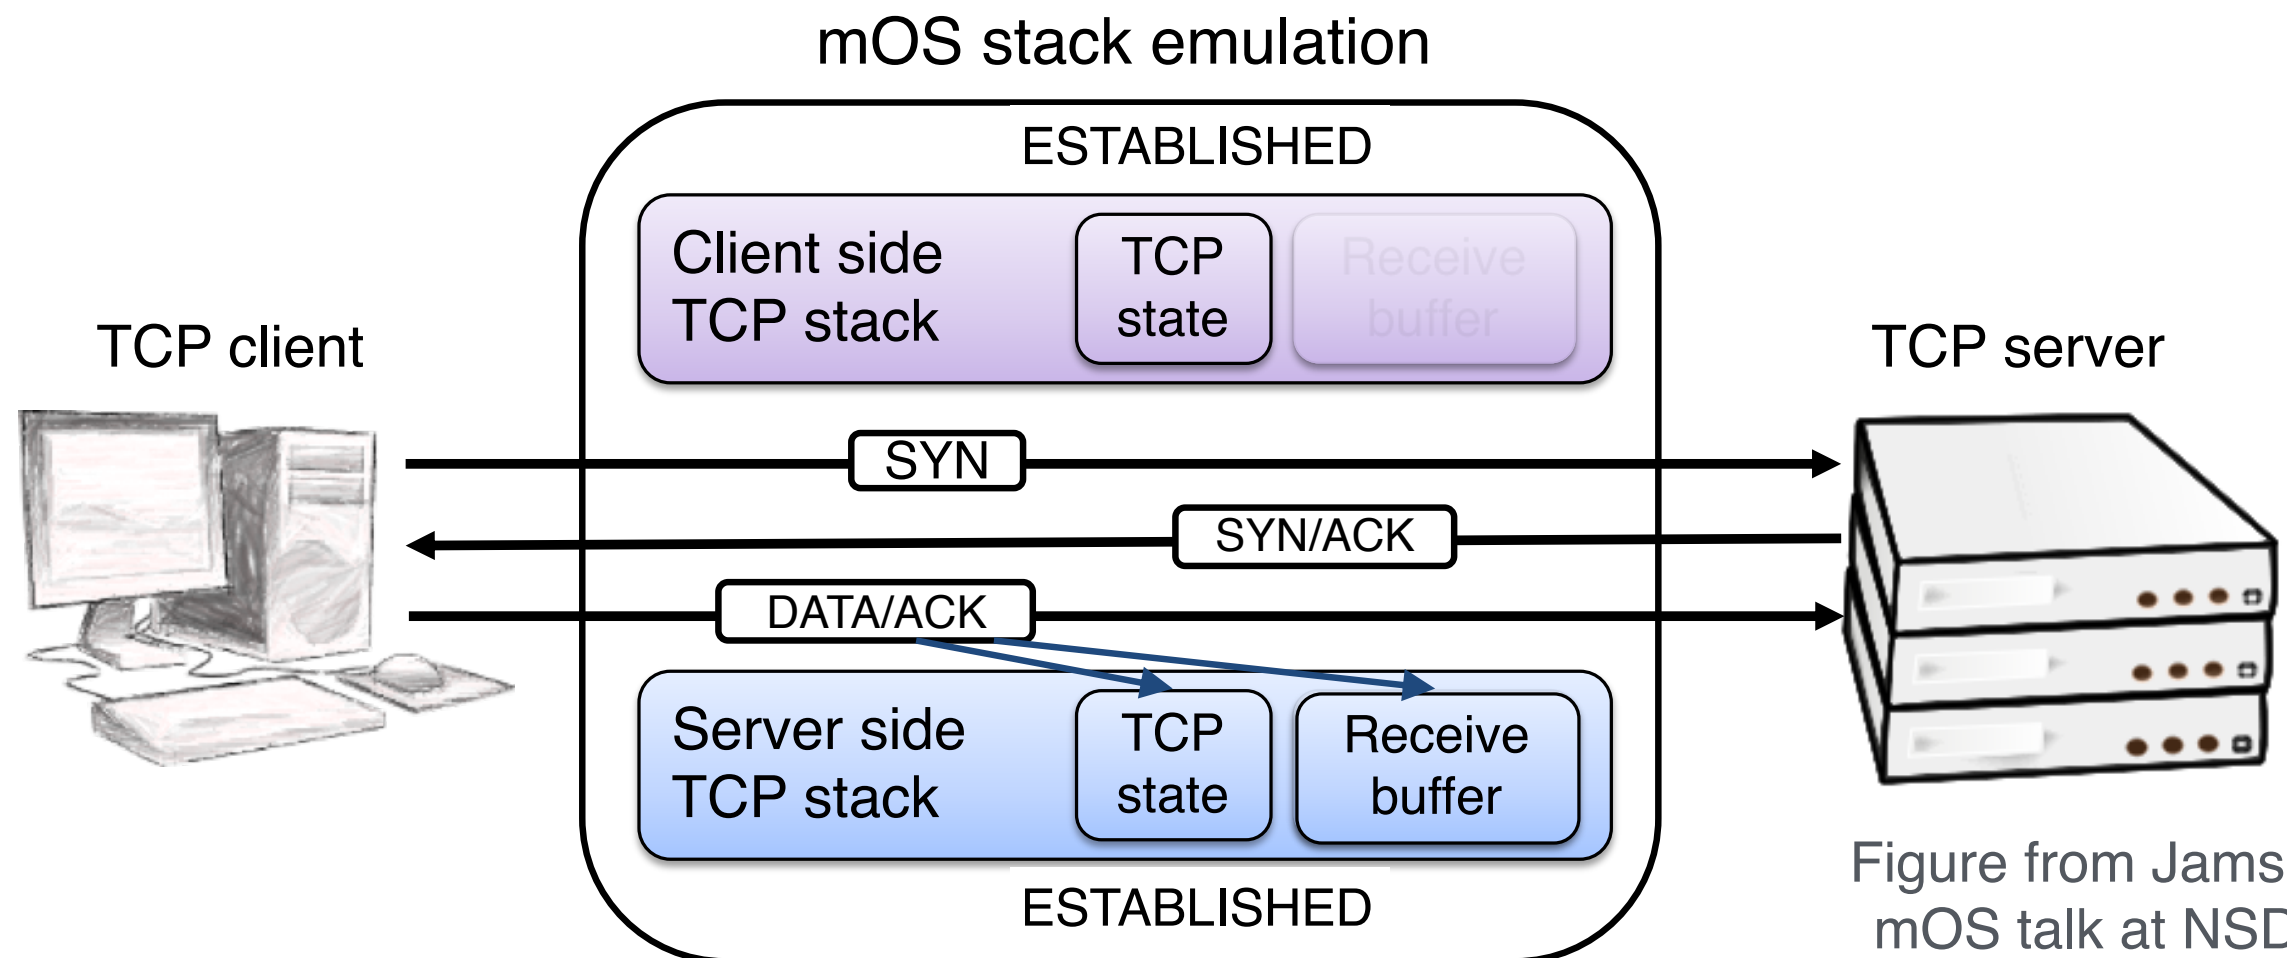 mOS stack emulation
ESTABLISHED
Client side
TCP stack
TCP
state
Receive
buffer
TCP client
TCP server
SYN
SYN/ACK
DATA/ACK
Server side
TCP stack
TCP
state
Receive
buffer
ESTABLISHED
Figure from Jams
mOS talk at NSD